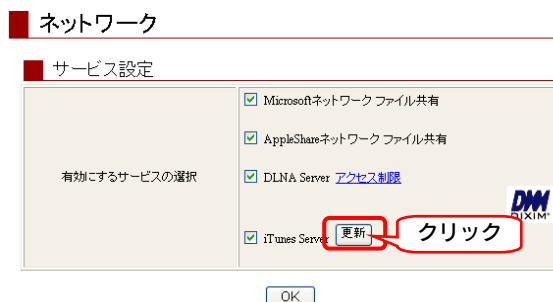 ネットワーク
サービス設定
Microsoftネットワーク ファイル共有
AppleShareネットワーク ファイル共有
有効にするサービスの選択
DLNA Server アクセス制限
DiXiM
DIXIM
iTunes Server 更新 クリック
OK